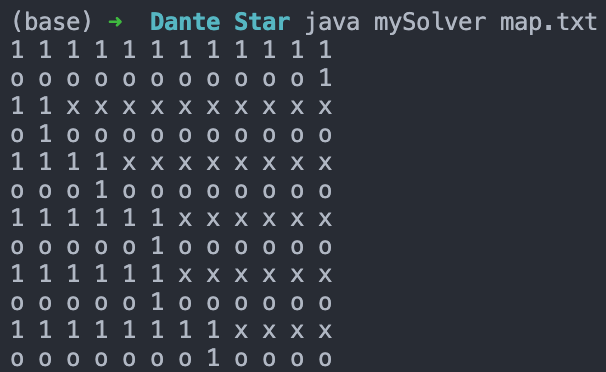 (base) ➜  Dante Star java mySolver map.txt
1 1 1 1 1 1 1 1 1 1 1 1
o o o o o o o o o o o 1
1 1 x x x x x x x x x x
o 1 o o o o o o o o o o
1 1 1 1 x x x x x x x x
o o o 1 o o o o o o o o
1 1 1 1 1 1 x x x x x x
o o o o o 1 o o o o o o
1 1 1 1 1 1 x x x x x x
o o o o o 1 o o o o o o
1 1 1 1 1 1 1 1 x x x x
o o o o o o o 1 o o o o